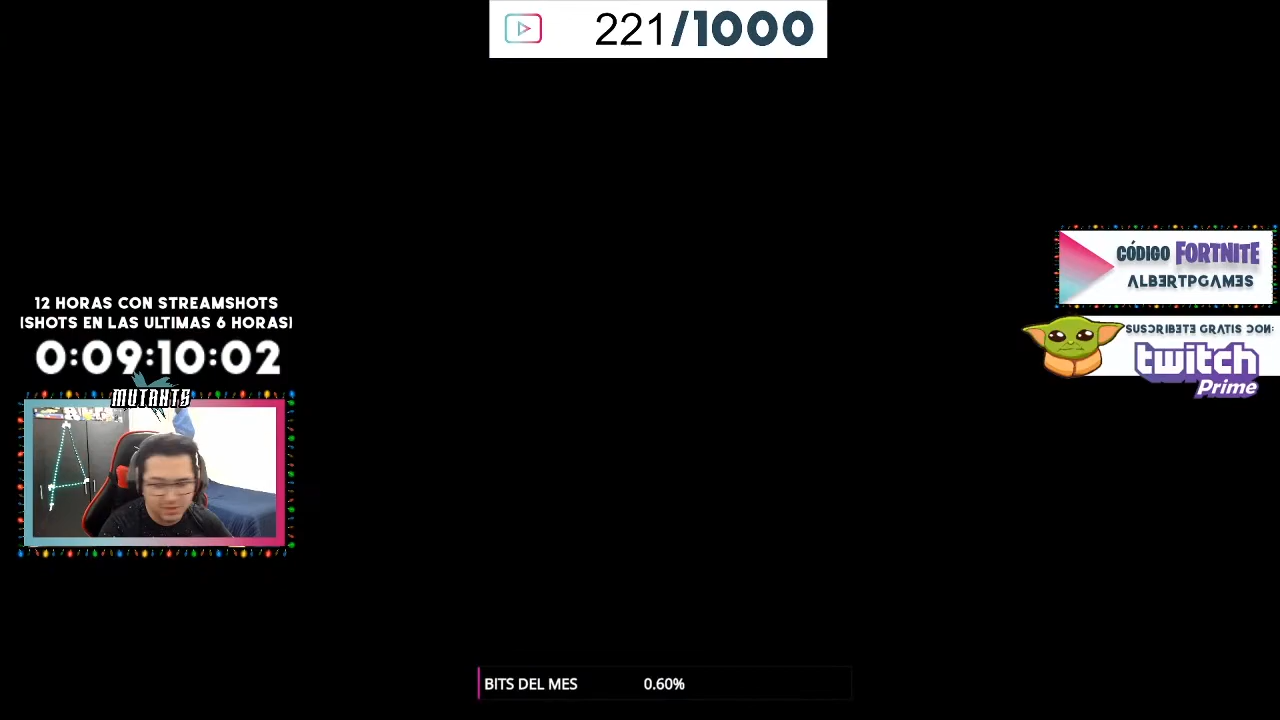 221/1000
CÓDIGO FORTNITE
ALBERTPGAMES
12 HORAS CON STREAMSHOTS
¡SHOTS EN LAS ULTIMAS 6 HORAS!
SUSCRIBETE GRATIS CON:
0:09:10:02
twitch
Prime
MUTANTS
BITS DEL MES 0.60%